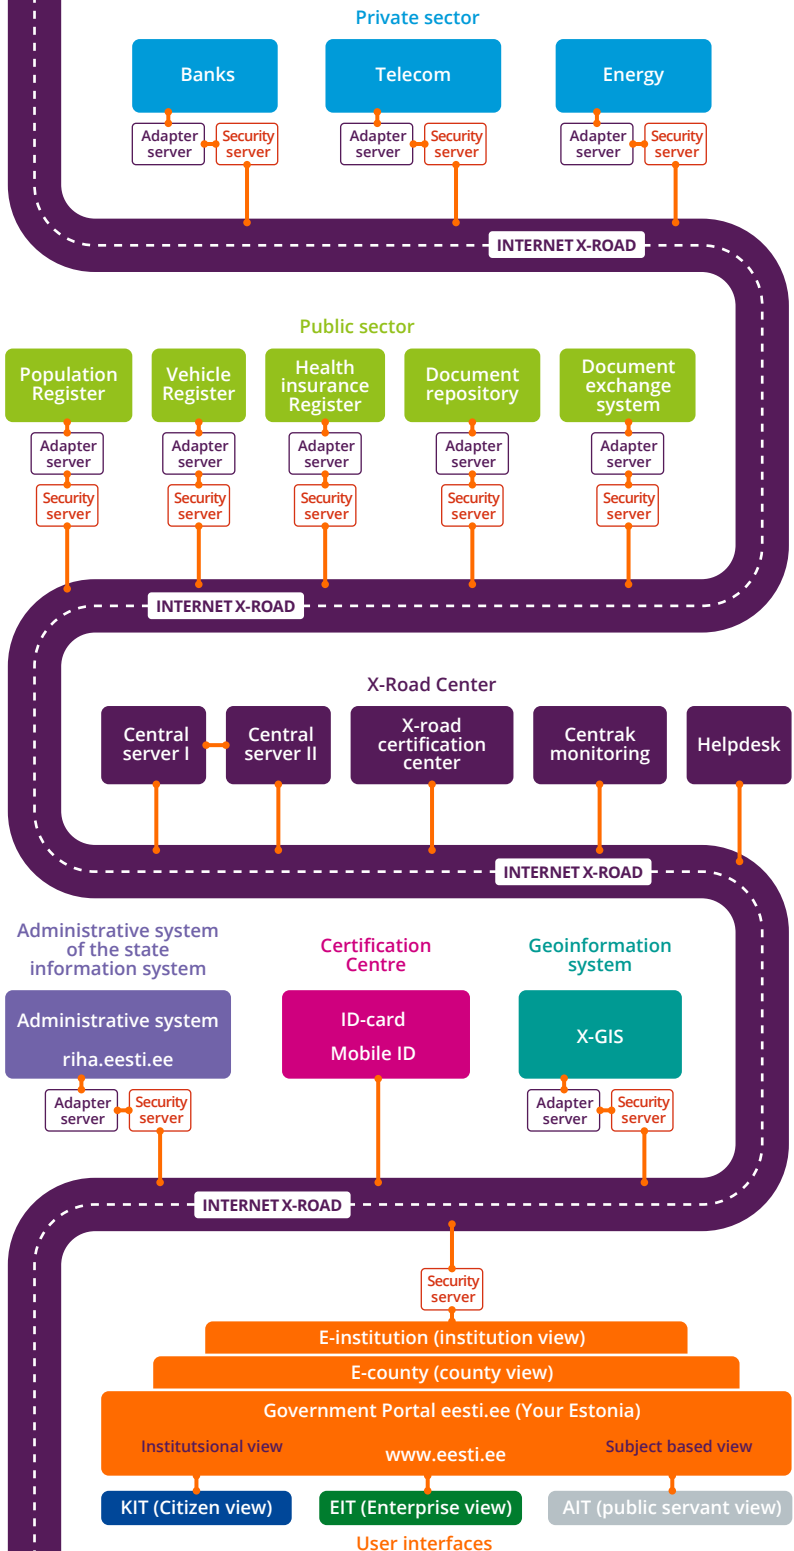 Private sector
Banks
Telecom
Energy
Adapter
server
Security
server
Adapter
server
Security
server
Adapter
server
Security
server
INTERNET X-ROAD
Public sector
Population
Register
Vehicle
Register
Health
insurance
Register
Document
repository
Document
exchange
system
Adapter
server
Adapter
server
Adapter
server
Adapter
server
Adapter
server
Security
server
Security
server
Security
server
Security
server
Security
server
INTERNET X-ROAD
X-Road Center
Central
server I
Central
server II
X-road
certification
center
Centrak
monitoring
Helpdesk
INTERNET X-ROAD
Administrative system
of the state
information system
Certification
Centre
Geoinformation
system
Administrative system
riha.eesti.ee
ID-card
Mobile ID
X-GIS
Adapter
server
Security
server
Adapter
server
Security
server
INTERNET X-ROAD
Security
server
E-institution (institution view)
E-county (county view)
Government Portal eesti.ee (Your Estonia)
Institutsional view
www.eesti.ee
Subject based view
KIT (Citizen view)
EIT (Enterprise view)
AIT (public servant view)
User interfaces